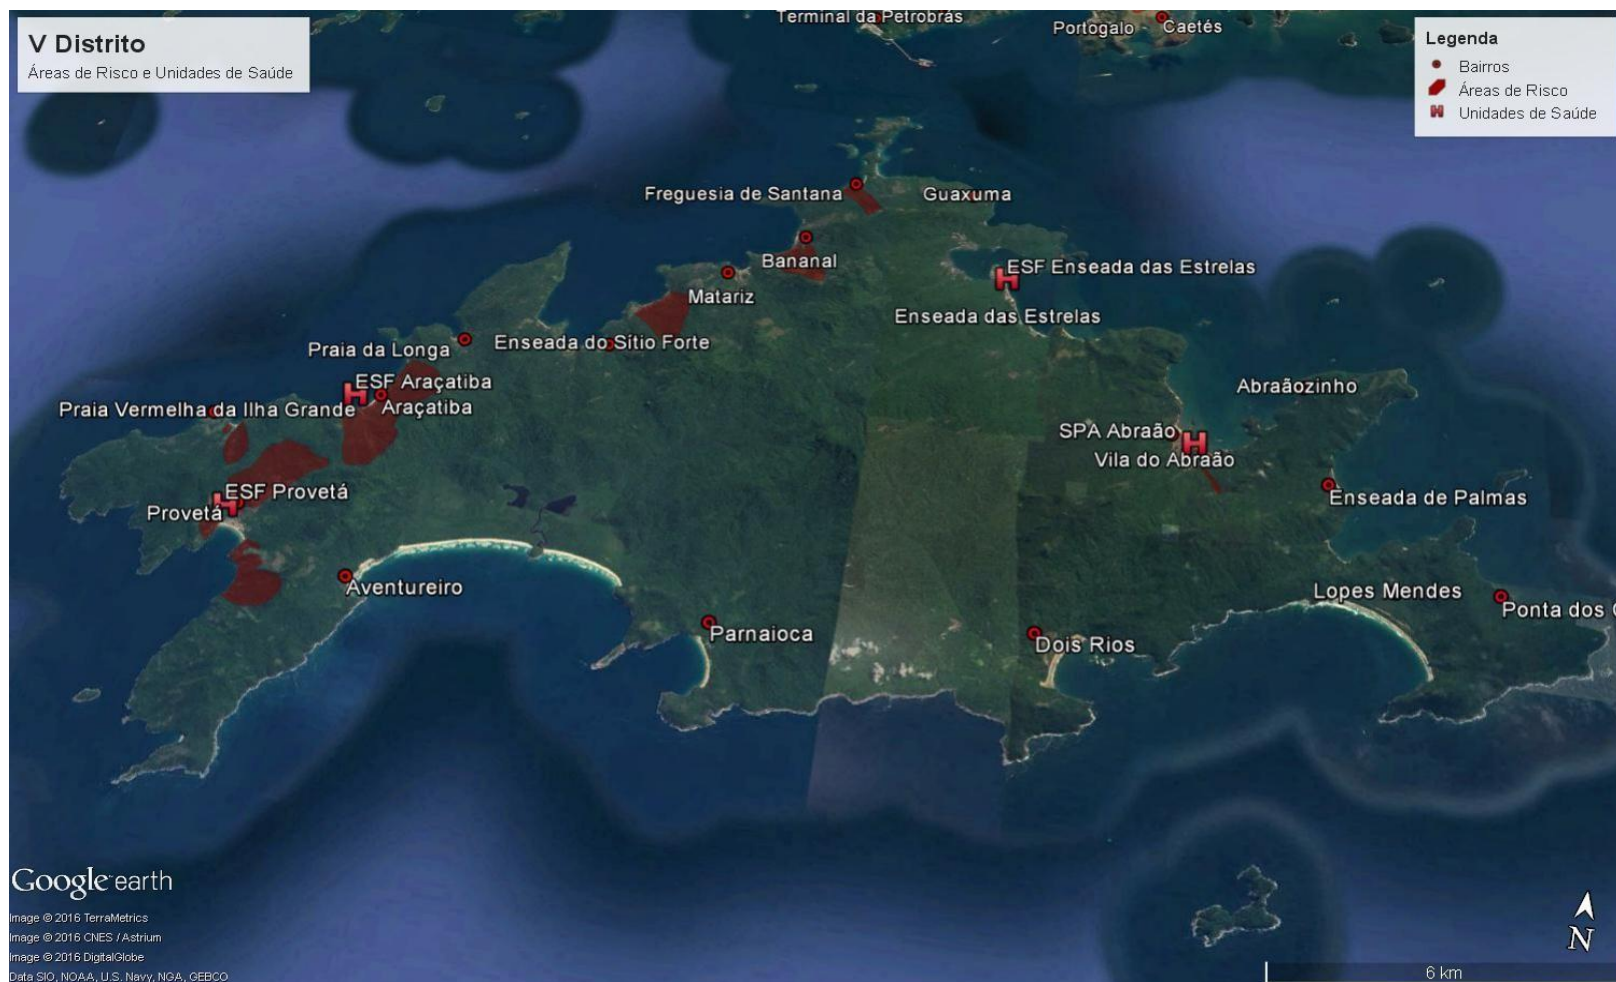 Terminal da Petrobrás
Portogalo
Caetés
V Distrito
Áreas de Risco e Unidades de Saúde
Legenda
Bairros
Áreas de Risco
Unidades de Saúde
Freguesia de Santana
Guaxuma
Bananal
ESF Enseada das Estrelas
Matariz
Enseada das Estrelas
Enseada do Sítio Forte
Praia da Longa
ESF Araçatiba
Abraãozinho
Praia Vermelha da Ilha Grande
Araçatiba
SPA Abraão
Vila do Abraão
ESF Provetá
Enseada de Palmas
Provetá
Aventureiro
Lopes Mendes
Ponta dos
Parnaioca
Dois Rios
Google earth
Image © 2016 TerraMetrics
Image © 2016 CNES / Astrium
Image © 2016 DigitalGlobe
Data SIO, NOAA, U.S. Navy, NGA, GEBCO
N
6 km